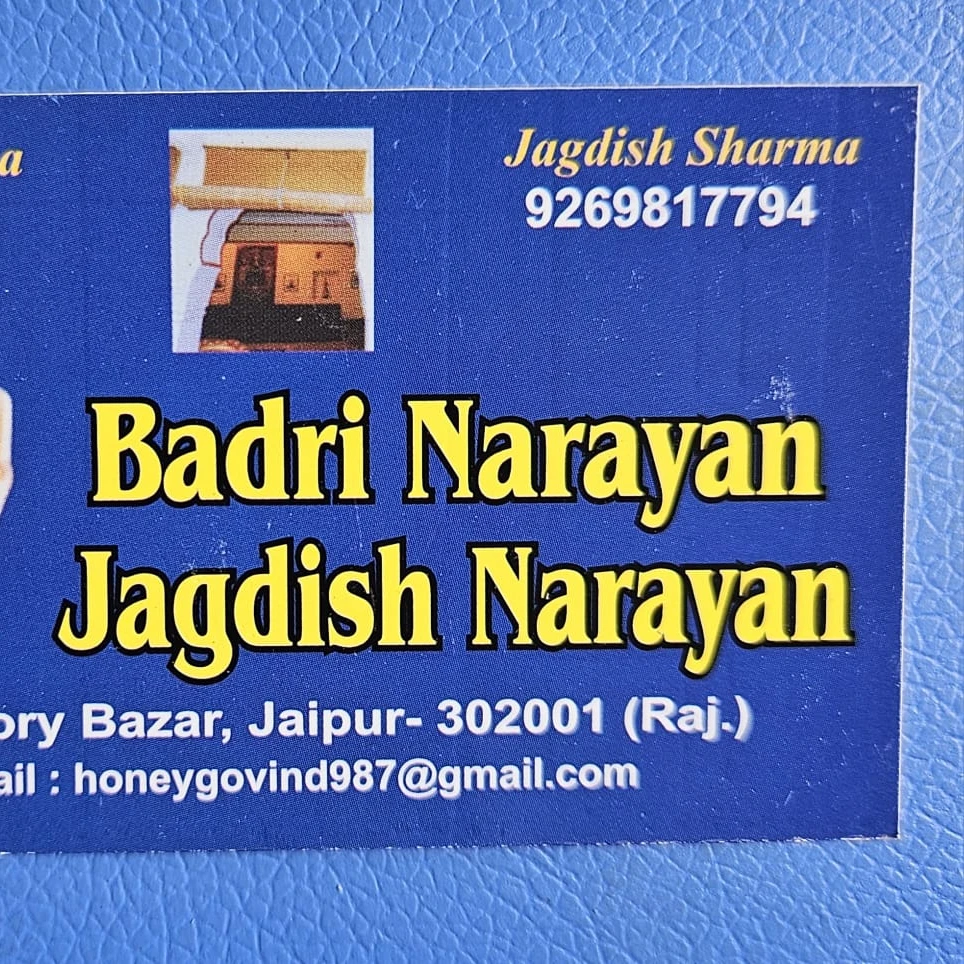 a
Jagdish Sharma
9269817794
Badri Narayan
Jagdish Narayan
ory Bazar, Jaipur- 302001 (Raj.)
ail : honeygovind987@gmail.com